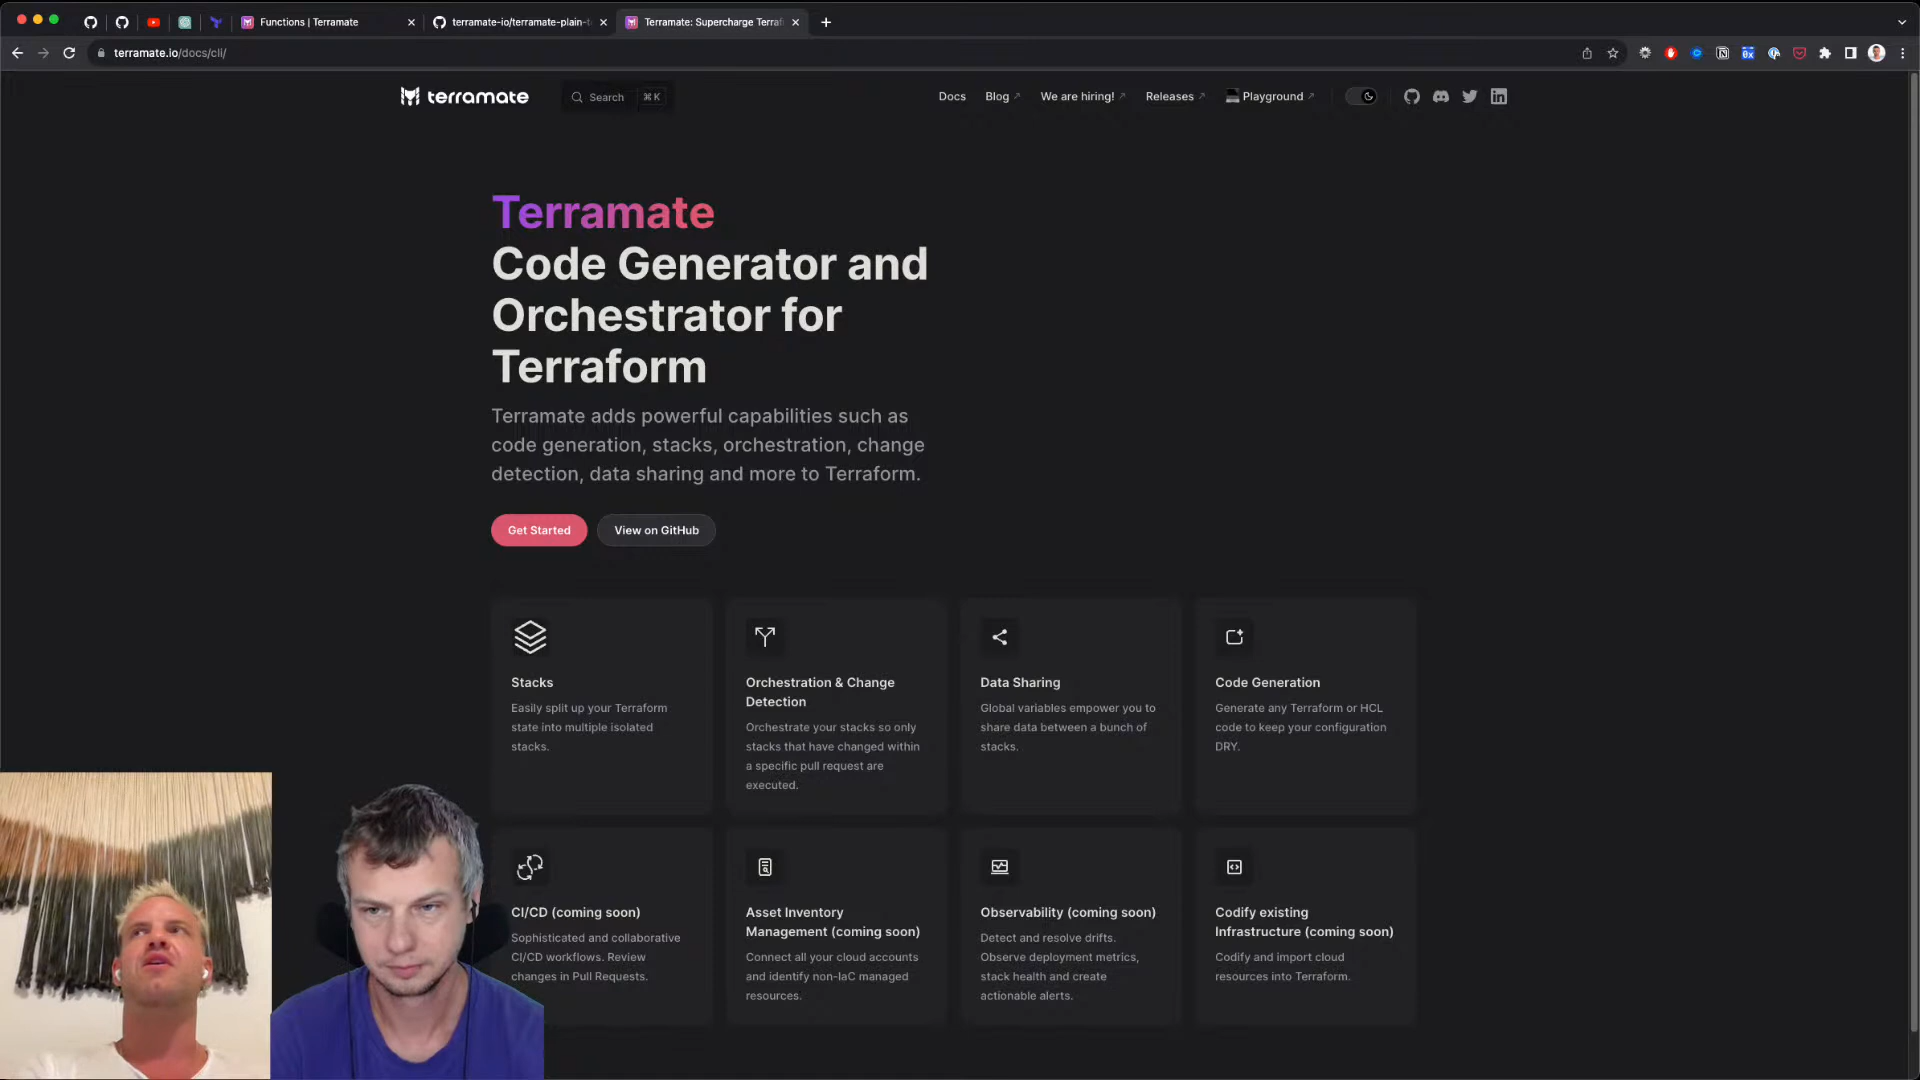 Functions | Terramate
terramate-io/terramate-plain-t
Terramate: Supercharge Terraf
terramate.io/docs/cli/
terramate
Search ⌘ K
Docs
Blog
We are hiring!
Releases
Playground
Terramate
Code Generator and
Orchestrator for
Terraform
Terramate adds powerful capabilities such as
code generation, stacks, orchestration, change
detection, data sharing and more to Terraform.
Get Started
View on GitHub
Stacks
Easily split up your Terraform
state into multiple isolated
stacks.
Orchestration & Change
Detection
Orchestrate your stacks so only
stacks that have changed within
a specific pull request are
executed.
Data Sharing
Global variables empower you to
share data between a bunch of
stacks.
Code Generation
Generate any Terraform or HCL
code to keep your configuration
DRY.
CI/CD (coming soon)
Sophisticated and collaborative
CI/CD workflows. Review
changes in Pull Requests.
Asset Inventory
Management (coming soon)
Connect all your cloud accounts
and identify non-IaC managed
resources.
Observability (coming soon)
Detect and resolve drifts.
Observe deployment metrics,
stack health and create
actionable alerts.
Codify existing
Infrastructure (coming soon)
Codify and import cloud
resources into Terraform.